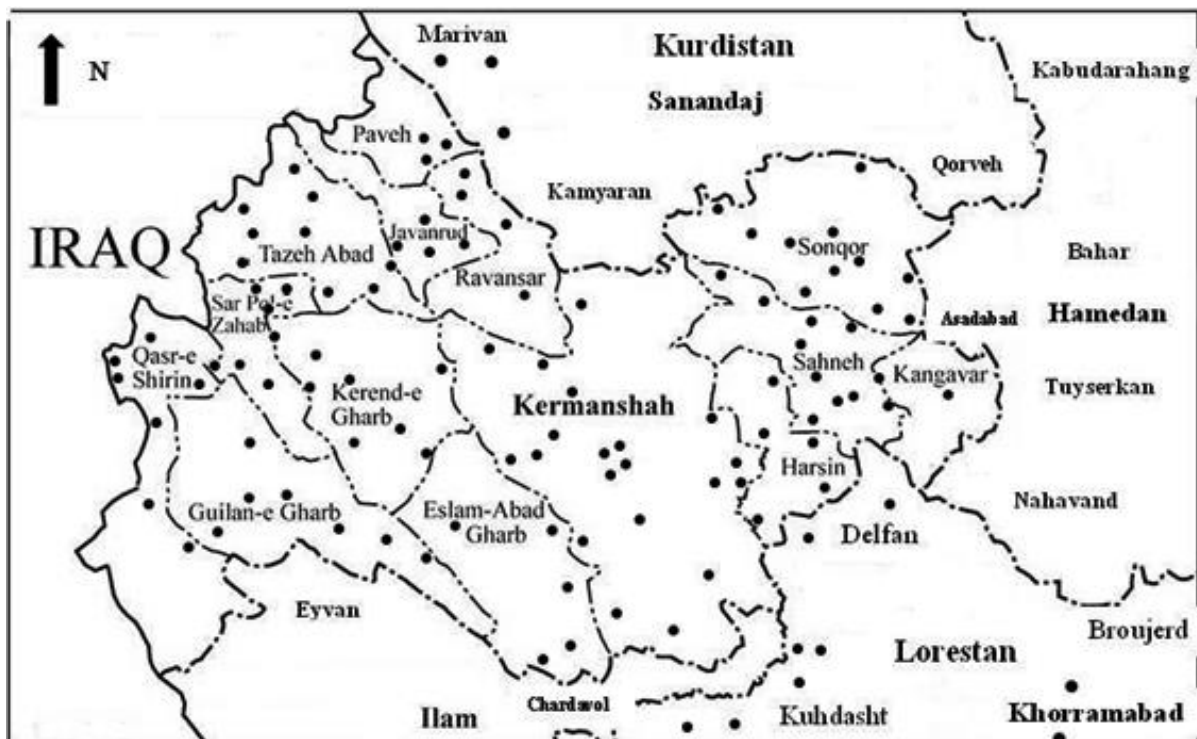 Marivan
Kurdistan
N
Kabudarahang
Sanandaj
Paveh
Qorveh
Kamyaran
IRAQ
Javanrud
Sonqor
Tazeh Abad
Bahar
Ravansar
Sar Pol-e
Zahab
Asadabad
Hamedan
Qasr-e
Shirin
Sahneh
Kangavar
Tuyserkan
Kerend-e
Gharb
Kermanshah
Harsin
Guilan-e Gharb
Eslam-Abad
Gharb
Nahavand
Delfan
Eyvan
Broujerd
Lorestan
Chardavol
Ilam
Kuhdasht
Khorramabad